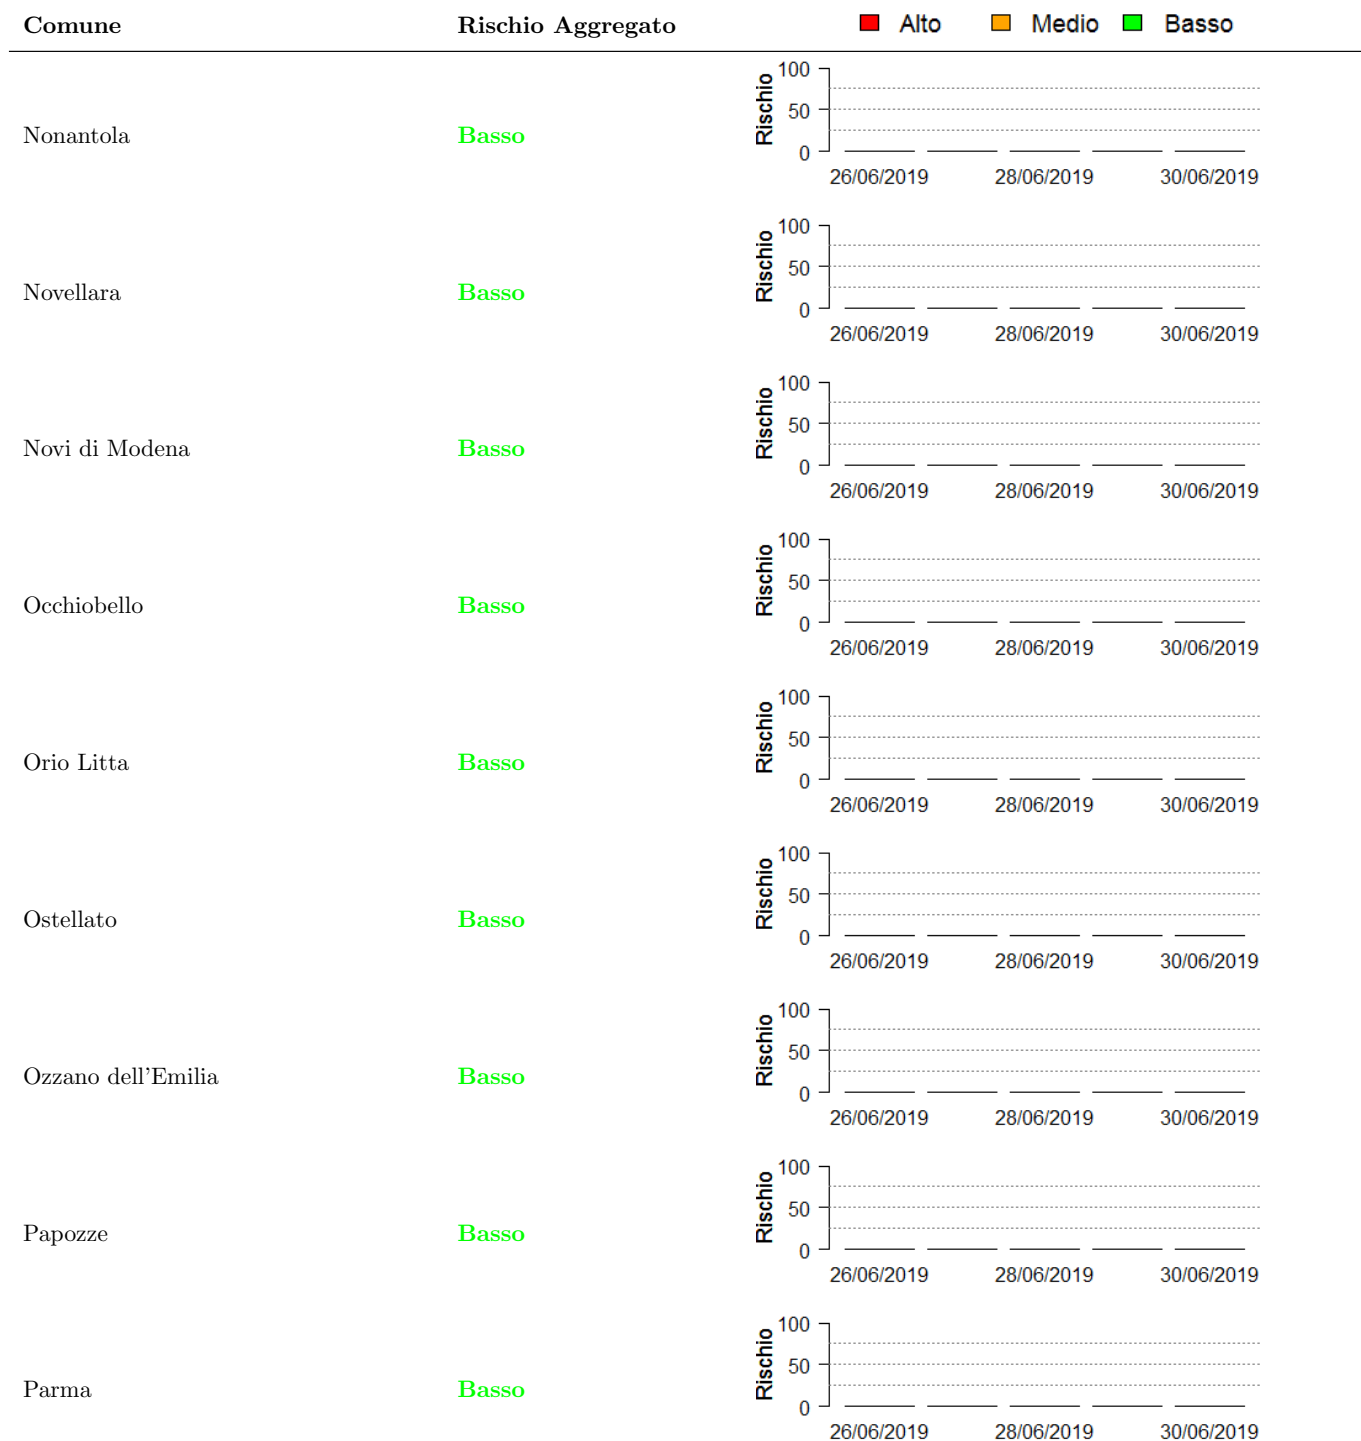 Comune Rischio Aggregato Alto Medio Basso
100
50
0
Rischio
Nonantola Basso
26/06/2019 28/06/2019 30/06/2019
100
50
0
Rischio
Novellara Basso
26/06/2019 28/06/2019 30/06/2019
100
50
0
Rischio
Novi di Modena Basso
26/06/2019 28/06/2019 30/06/2019
100
50
0
Rischio
Occhiobello Basso
26/06/2019 28/06/2019 30/06/2019
100
50
0
Rischio
Orio Litta Basso
26/06/2019 28/06/2019 30/06/2019
100
50
0
Rischio
Ostellato Basso
26/06/2019 28/06/2019 30/06/2019
100
50
0
Rischio
Ozzano dell'Emilia Basso
26/06/2019 28/06/2019 30/06/2019
100
50
0
Rischio
Papozze Basso
26/06/2019 28/06/2019 30/06/2019
100
50
0
Rischio
Parma Basso
26/06/2019 28/06/2019 30/06/2019